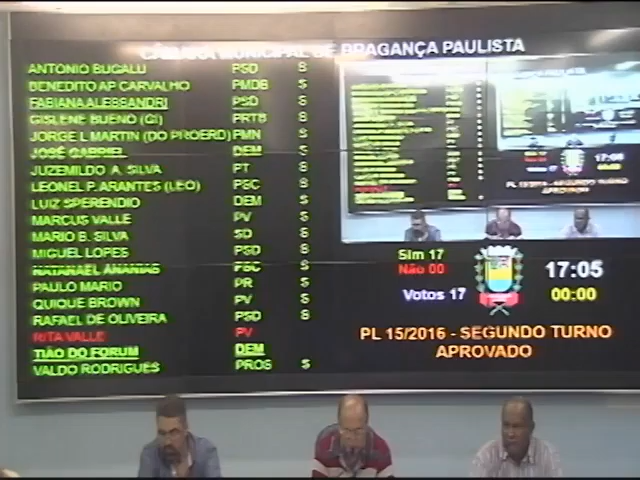 CÂMARA MUNICIPAL DE BRAGANÇA PAULISTA
ANTONIO BUGALU PSD S
BENEDITO AP CARVALHO PMDB S
FABIANA ALESSANDRI PSD S
GISLENE BUENO (GI) PRTB S
JORGE L MARTIN (DO PROERD) PMN S
JOSÉ GABRIEL DEM S
JUZEMILDO A. SILVA PT S
LEONEL P. ARANTES (LEO) PSC S
LUIZ SPERENDIO DEM S
MARCUS VALLE PV S
MARIO B. SILVA SD S
MIGUEL LOPES PSD S
NATANAEL ANANIAS PSC S
PAULO MARIO PR S
QUIQUE BROWN PV S
RAFAEL DE OLIVEIRA PSD S
RITA VALLE PV
TIÃO DO FORUM DEM
VALDO RODRIGUES PROS S
Sim 17
Não 00
Votos 17
17:05
00:00
PL 15/2016 - SEGUNDO TURNO
APROVADO